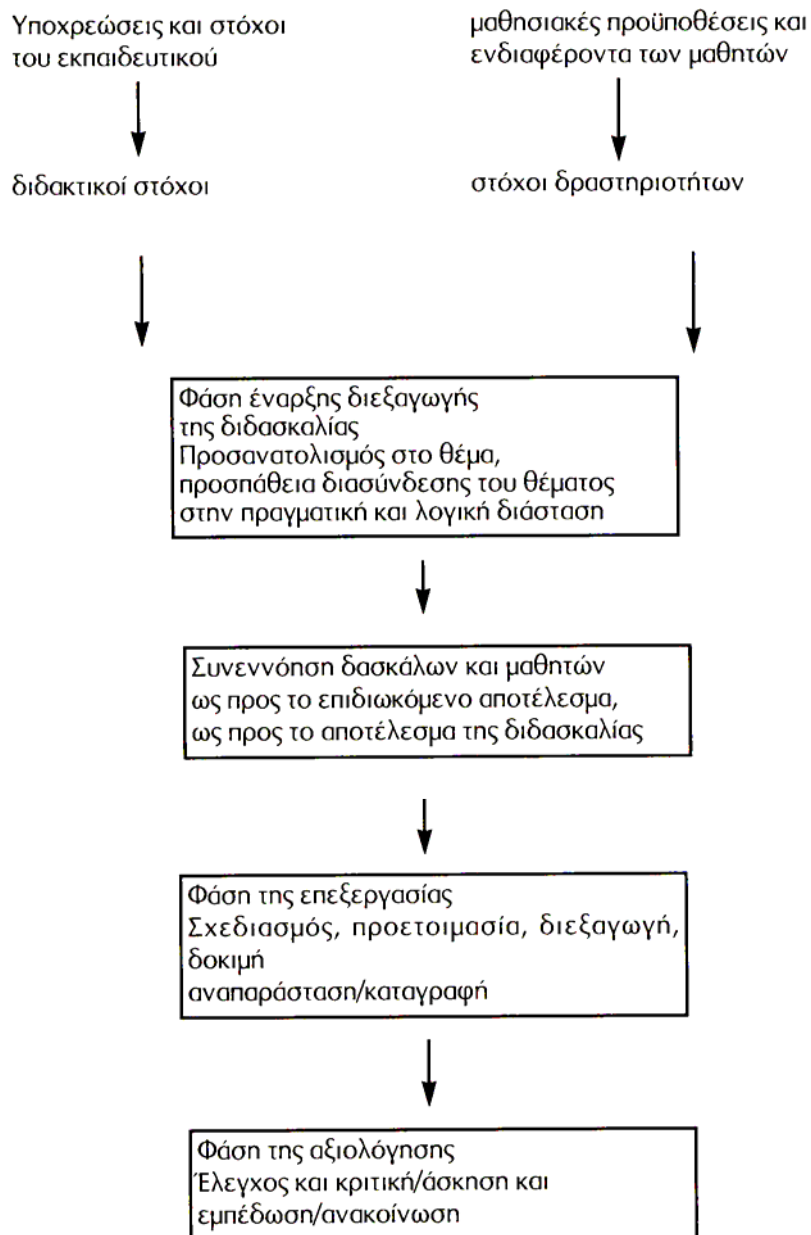 Υποχρεώσεις και στόχοι
του εκπαιδευτικού
μαθησιακές προϋποθέσεις και
ενδιαφέροντα των μαθητών
διδακτικοί στόχοι
στόχοι δραστηριοτήτων
Φάση έναρξης διεξαγωγής
της διδασκαλίας
Προσανατολισμός στο θέμα,
προσπάθεια διασύνδεσης του θέματος
στην πραγματική και λογική διάσταση
Συνεννόηση δασκάλων και μαθητών
ως προς το επιδιωκόμενο αποτέλεσμα,
ως προς το αποτέλεσμα της διδασκαλίας
Φάση της επεξεργασίας
Σχεδιασμός, προετοιμασία, διεξαγωγή,
δοκιμή
αναπαράσταση/καταγραφή
Φάση της αξιολόγησης
Έλεγχος και κριτική/άσκηση και
εμπέδωση/ανακοίνωση